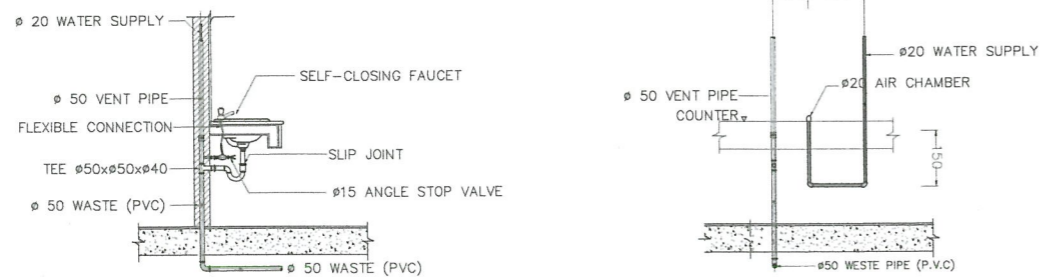 ø 20 WATER SUPPLY
SELF-CLOSING FAUCET
ø 50 VENT PIPE
FLEXIBLE CONNECTION
SLIP JOINT
TEE ø50xø50xø40
ø15 ANGLE STOP VALVE
ø 50 WASTE (PVC)
ø 50 WASTE (PVC)
ø20 WATER SUPPLY
ø20 AIR CHAMBER
ø 50 VENT PIPE
COUNTER
150
ø50 WESTE PIPE (P.V.C)